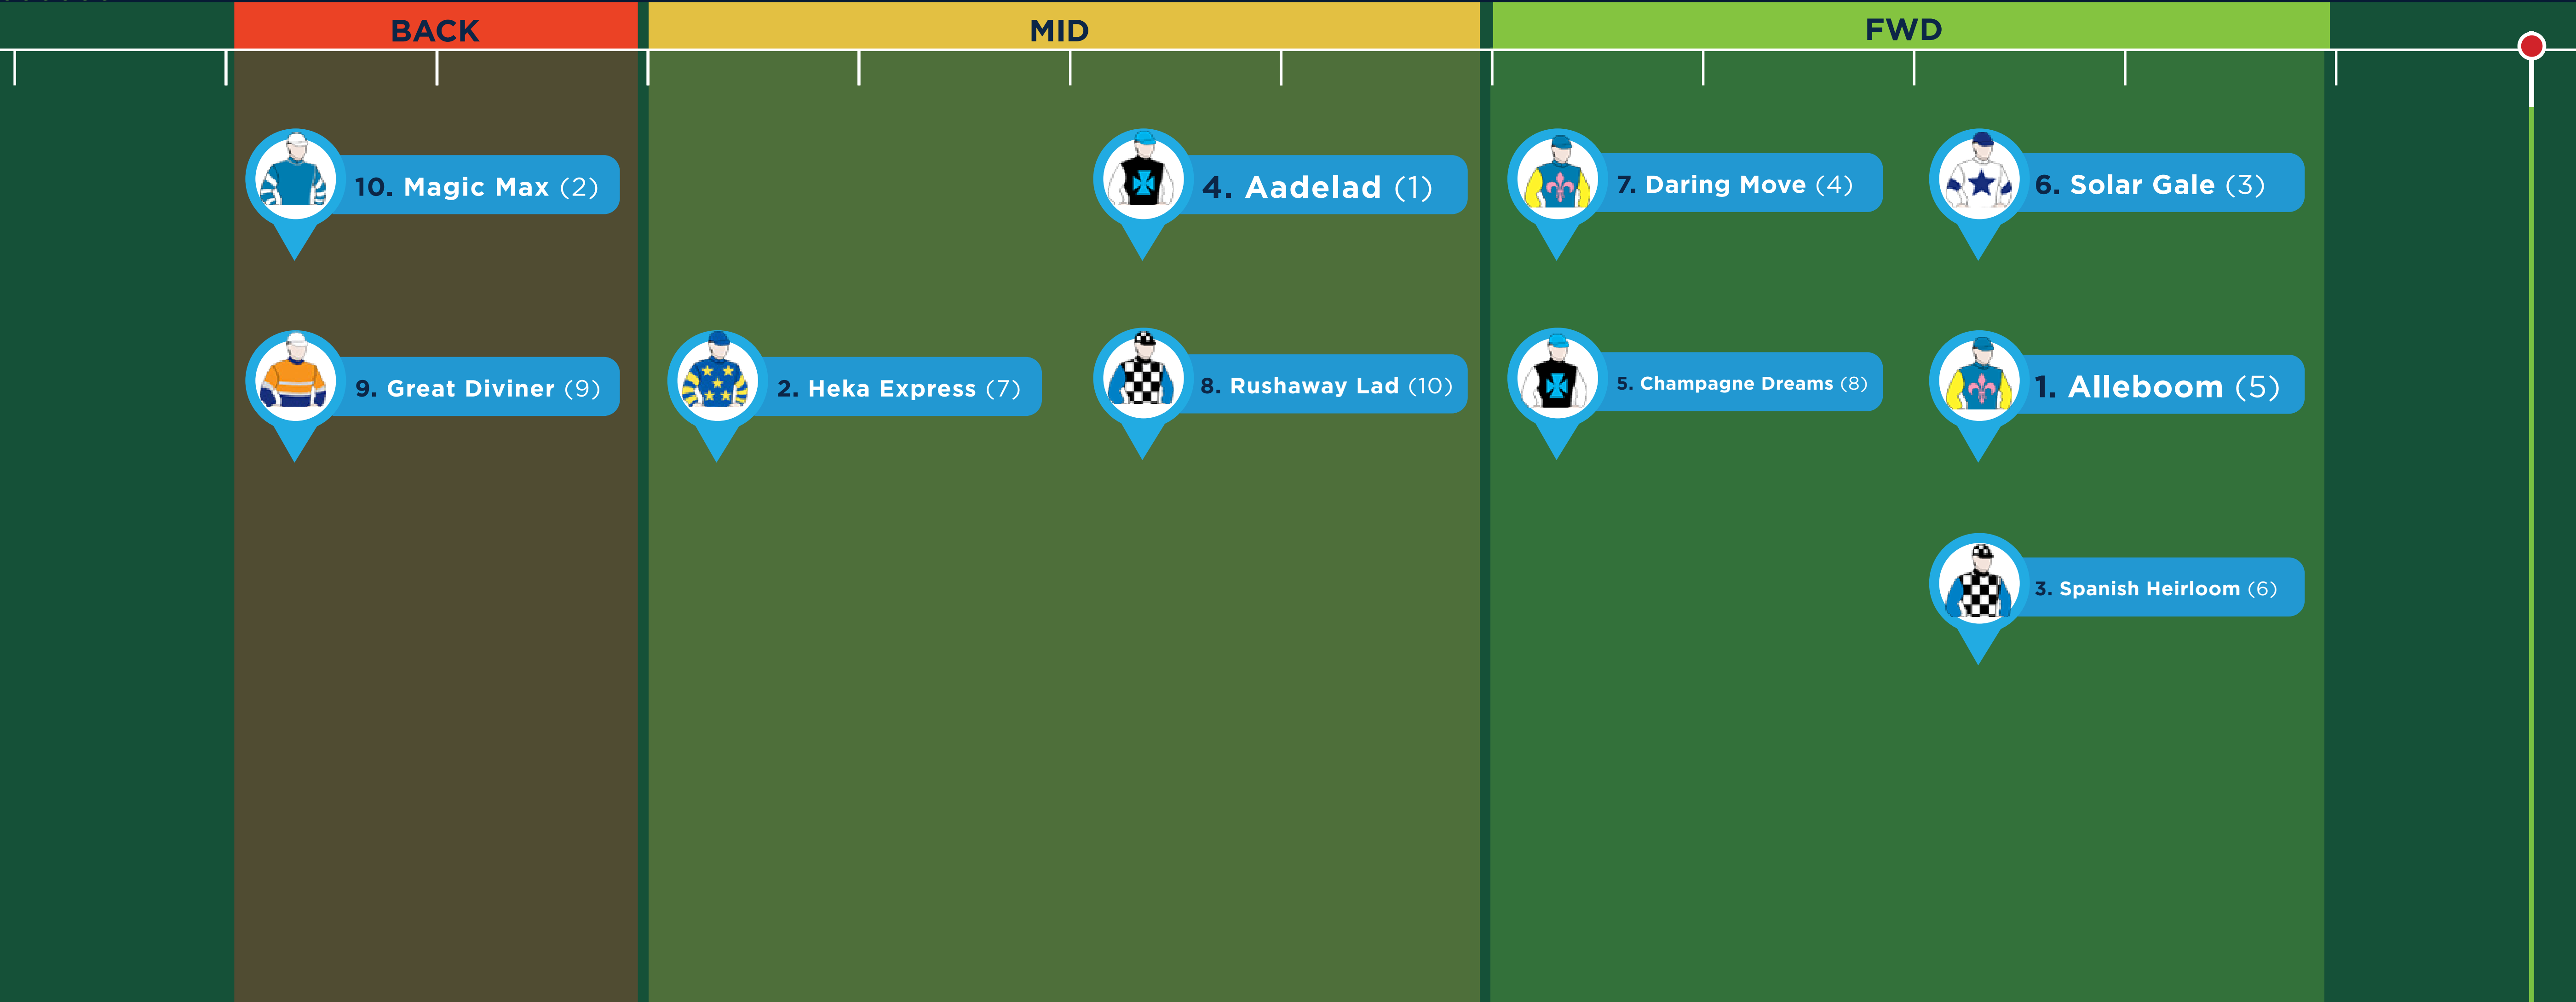 BACK
MID
FWD
10. Magic Max (2)
4. Aadelad (1)
7. Daring Move (4)
6. Solar Gale (3)
9. Great Diviner (9)
2. Heka Express (7)
8. Rushaway Lad (10)
5. Champagne Dreams (8)
1. Alleboom (5)
3. Spanish Heirloom (6)